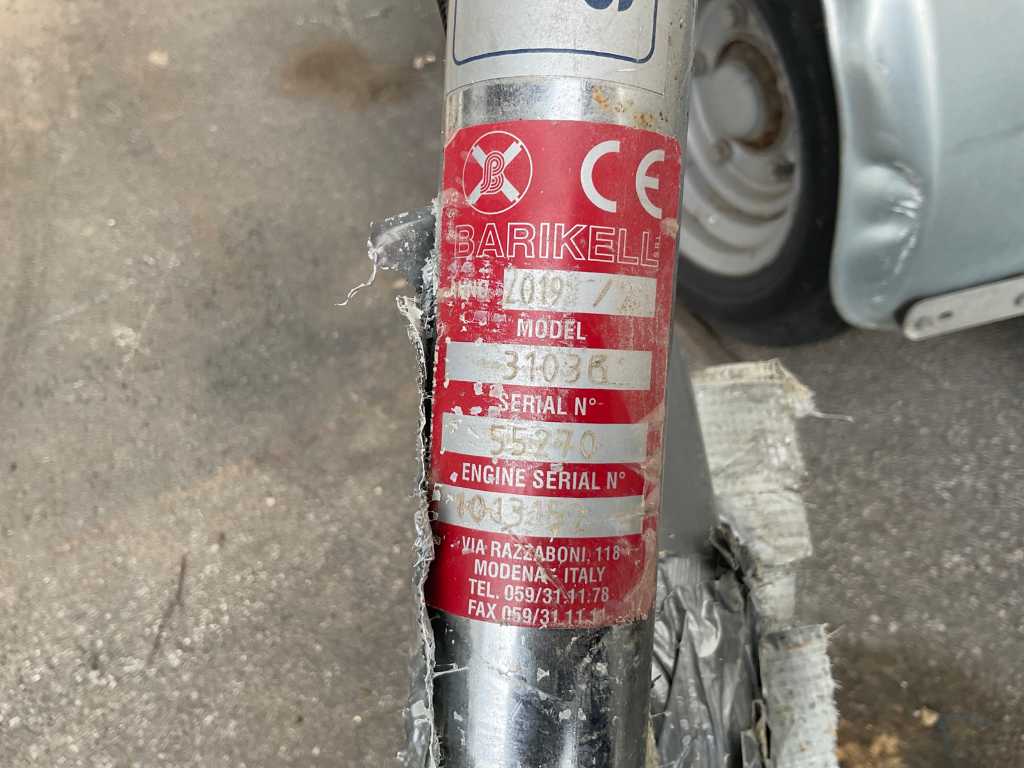 B
CE
BARIKELL SRL
MODEL
31036
SERIAL N°
55270
ENGINE SERIAL N°
VIA RAZZABONI, 118
MODENA - ITALY
TEL. 059/31.11.78
FAX 059/31.11.11